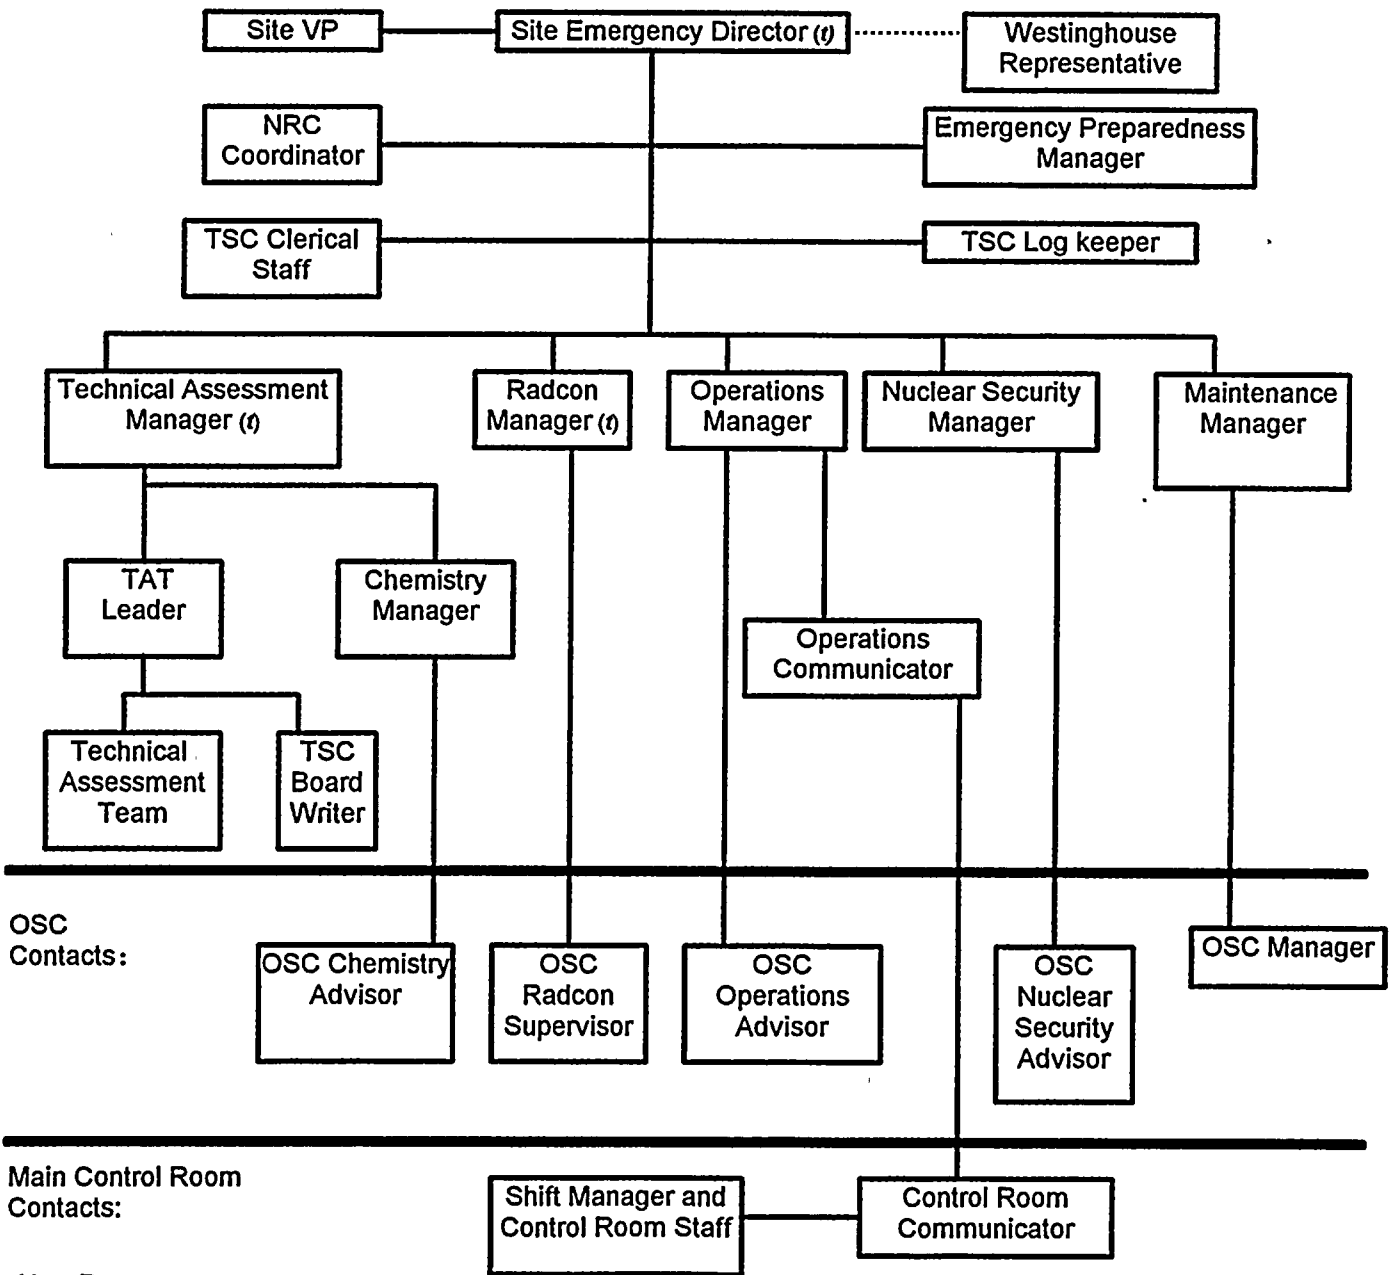 Site VP
Site Emergency Director (t)
Westinghouse
Representative
NRC
Coordinator
Emergency Preparedness
Manager
TSC Clerical
Staff
TSC Log keeper
Technical Assessment
Manager (t)
Radcon
Manager (t)
Operations
Manager
Nuclear Security
Manager
Maintenance
Manager
TAT
Leader
Chemistry
Manager
Operations
Communicator
Technical
Assessment
Team
TSC
Board
Writer
OSC
Contacts:
OSC Chemistry
Advisor
OSC
Radcon
Supervisor
OSC
Operations
Advisor
OSC
Nuclear
Security
Advisor
OSC Manager
Main Control Room
Contacts:
Shift Manager and
Control Room Staff
Control Room
Communicator